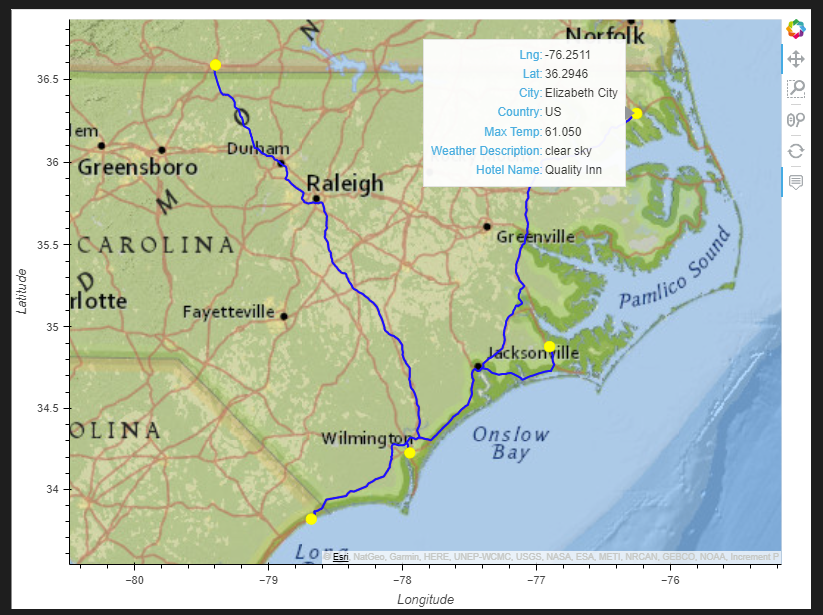 N
Norfolk
Lng: -76.2511
Lat: 36.2946
City: Elizabeth City
Country: US
Max Temp: 61.050
Weather Description: clear sky
Hotel Name: Quality Inn
36.5
36
35.5
35
34.5
34
Latitude
lem
Greensboro
O
Durham
Raleigh
M
CAROLINA
Greenville
D
rlotte
Pamlico Sound
Fayetteville
Jacksonville
OLINA
Wilmington
Onslow
Bay
Long
© Esri, NatGeo, Garmin, HERE, UNEP-WCMC, USGS, NASA, ESA, METI, NRCAN, GEBCO, NOAA, Increment P
−80
−79
−78
−77
−76
Longitude